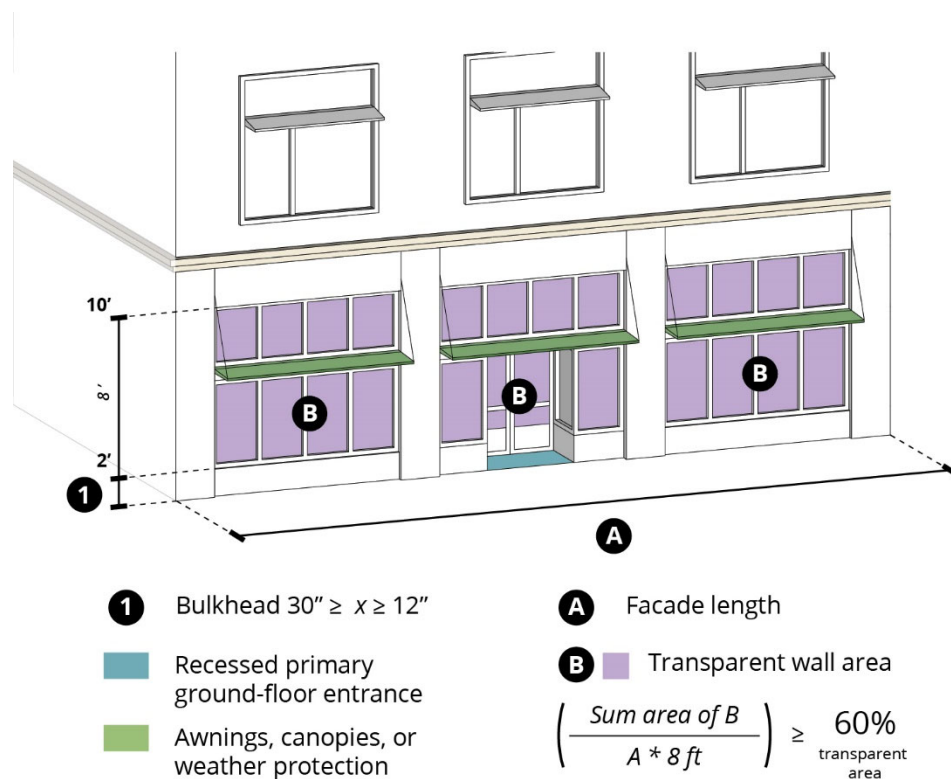 10’
8’
2’
1
B
B
B
A
1 Bulkhead 30” ≥ x ≥ 12”
Recessed primary
ground-floor entrance
Awnings, canopies, or
weather protection
A Facade length
B Transparent wall area
( Sum area of B / A * 8 ft ) ≥ 60%
transparent
area